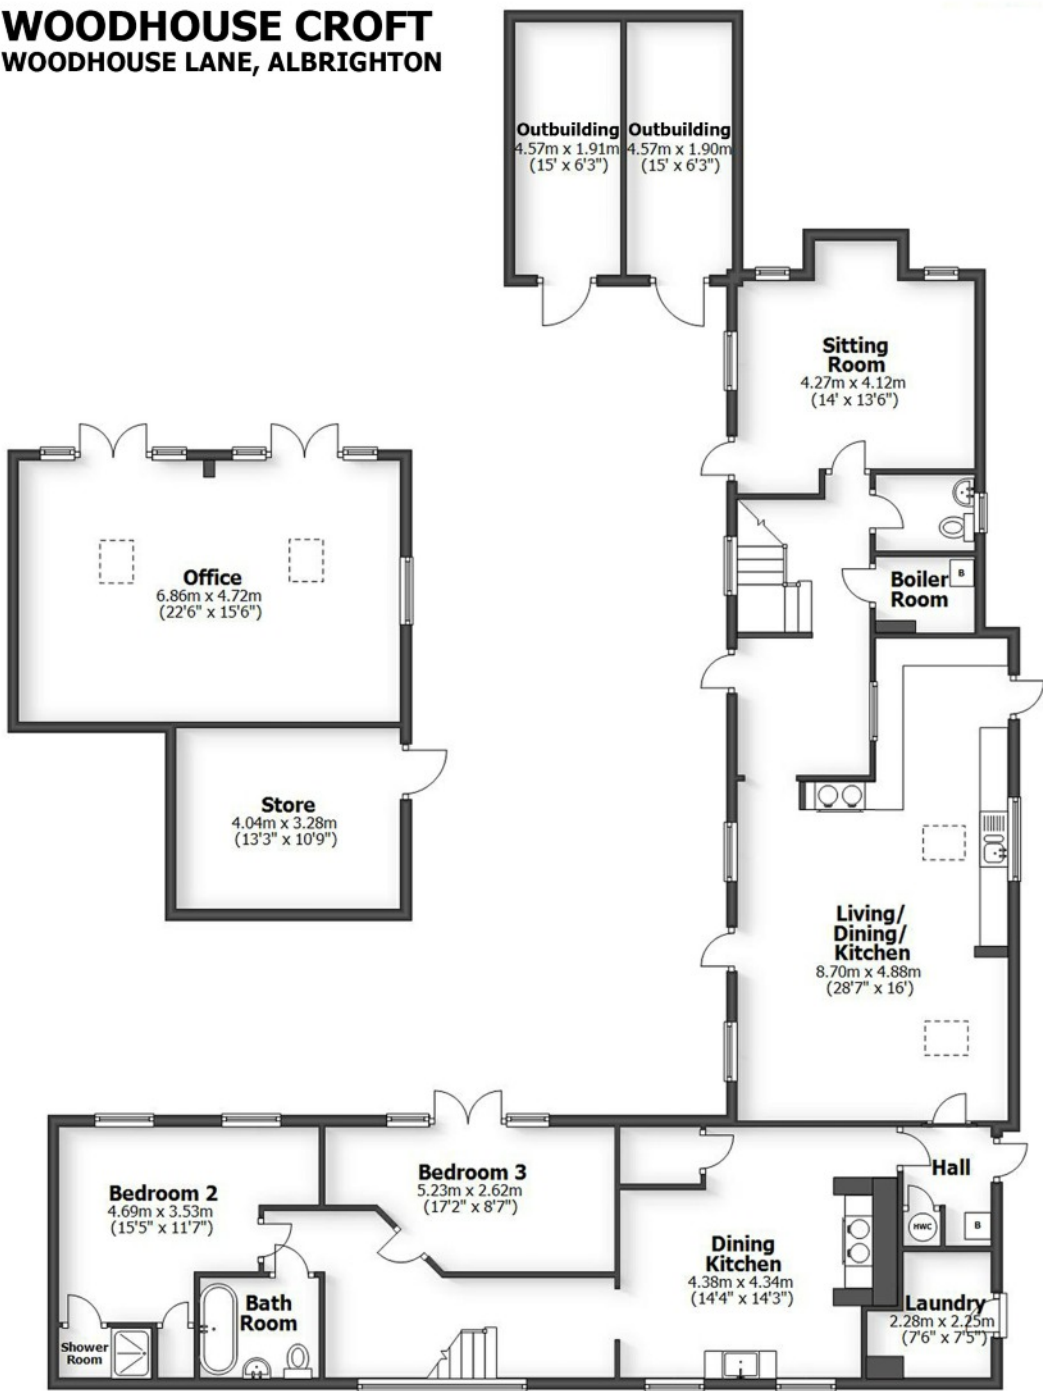 WOODHOUSE CROFT
WOODHOUSE LANE, ALBRIGHTON
Outbuilding
4.57m x 1.91m
(15' x 6'3")
Outbuilding
4.57m x 1.90m
(15' x 6'3")
Sitting
Room
4.27m x 4.12m
(14' x 13'6")
Office
6.86m x 4.72m
(22'6" x 15'6")
Boiler
Room
B
Store
4.04m x 3.28m
(13'3" x 10'9")
Living/
Dining/
Kitchen
8.70m x 4.88m
(28'7" x 16')
Bedroom 2
4.69m x 3.53m
(15'5" x 11'7")
Bedroom 3
5.23m x 2.62m
(17'2" x 8'7")
Hall
HWC
B
Dining
Kitchen
4.38m x 4.34m
(14'4" x 14'3")
Bath
Room
Laundry
2.28m x 2.25m
(7'6" x 7'5")
Shower
Room